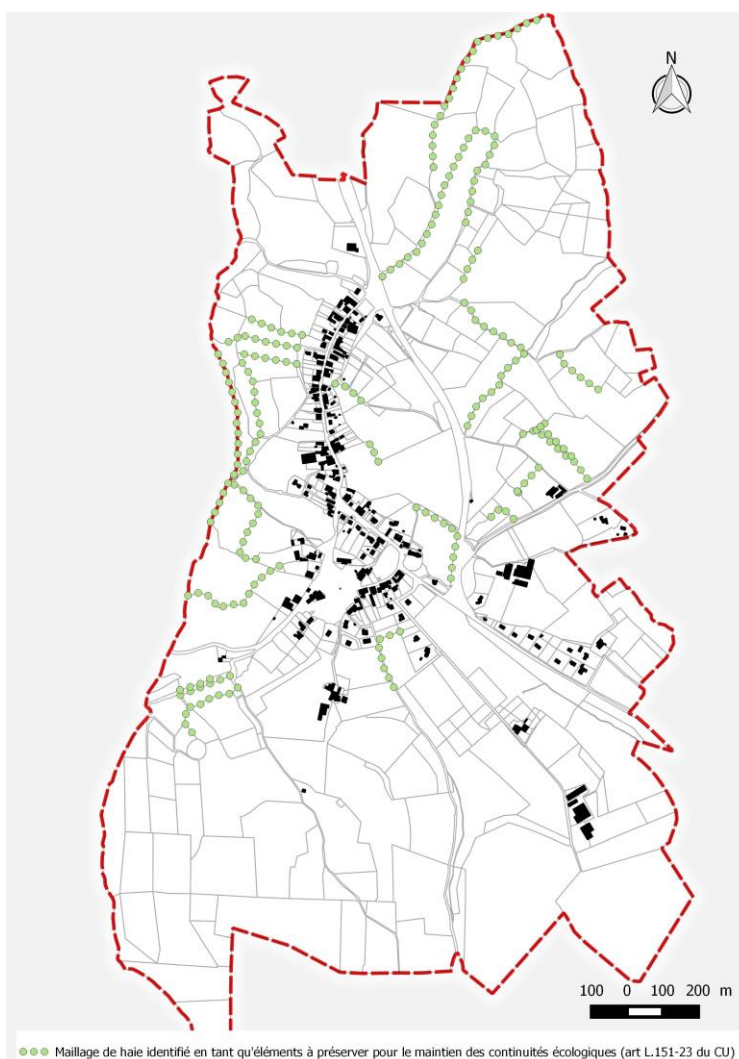 N
100 0 100 200 m
Maillage de haie identifié en tant qu'éléments à préserver pour le maintien des continuités écologiques (art L.151-23 du CU)